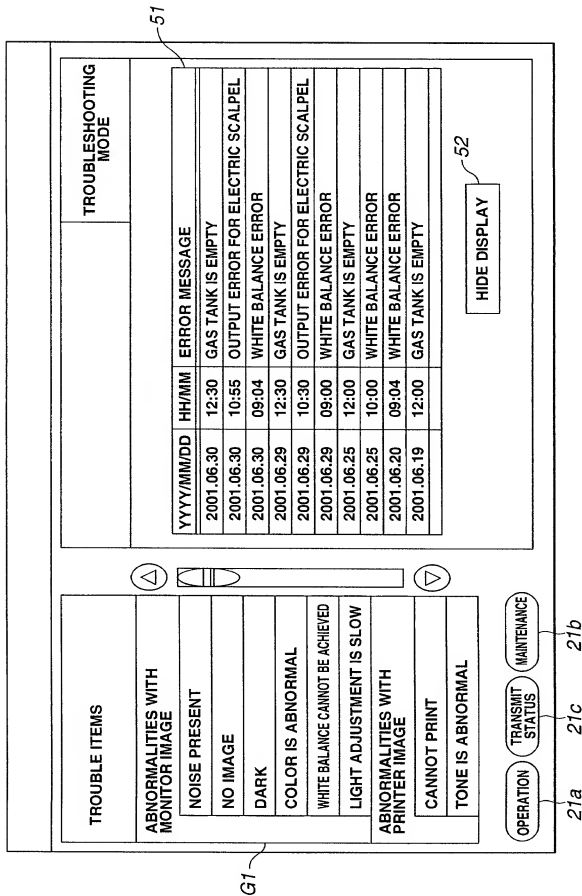 TROUBLE ITEMS
ABNORMALITIES WITH
MONITOR IMAGE
NOISE PRESENT
NO IMAGE
DARK
COLOR IS ABNORMAL
WHITE BALANCE CANNOT BE ACHIEVED
LIGHT ADJUSTMENT IS SLOW
ABNORMALITIES WITH
PRINTER IMAGE
CANNOT PRINT
TONE IS ABNORMAL
G1
OPERATION
TRANSMIT
STATUS
MAINTENANCE
21a
21c
21b
TROUBLESHOOTING
MODE
YYYY/MM/DD HH/MM ERROR MESSAGE
2001.06.30 12:30 GAS TANK IS EMPTY
2001.06.30 10:55 OUTPUT ERROR FOR ELECTRIC SCALPEL
2001.06.30 09:04 WHITE BALANCE ERROR
2001.06.29 12:30 GAS TANK IS EMPTY
2001.06.29 10:30 OUTPUT ERROR FOR ELECTRIC SCALPEL
2001.06.29 09:00 WHITE BALANCE ERROR
2001.06.25 12:00 GAS TANK IS EMPTY
2001.06.25 10:00 WHITE BALANCE ERROR
2001.06.20 09:04 WHITE BALANCE ERROR
2001.06.19 12:00 GAS TANK IS EMPTY
51
HIDE DISPLAY
52